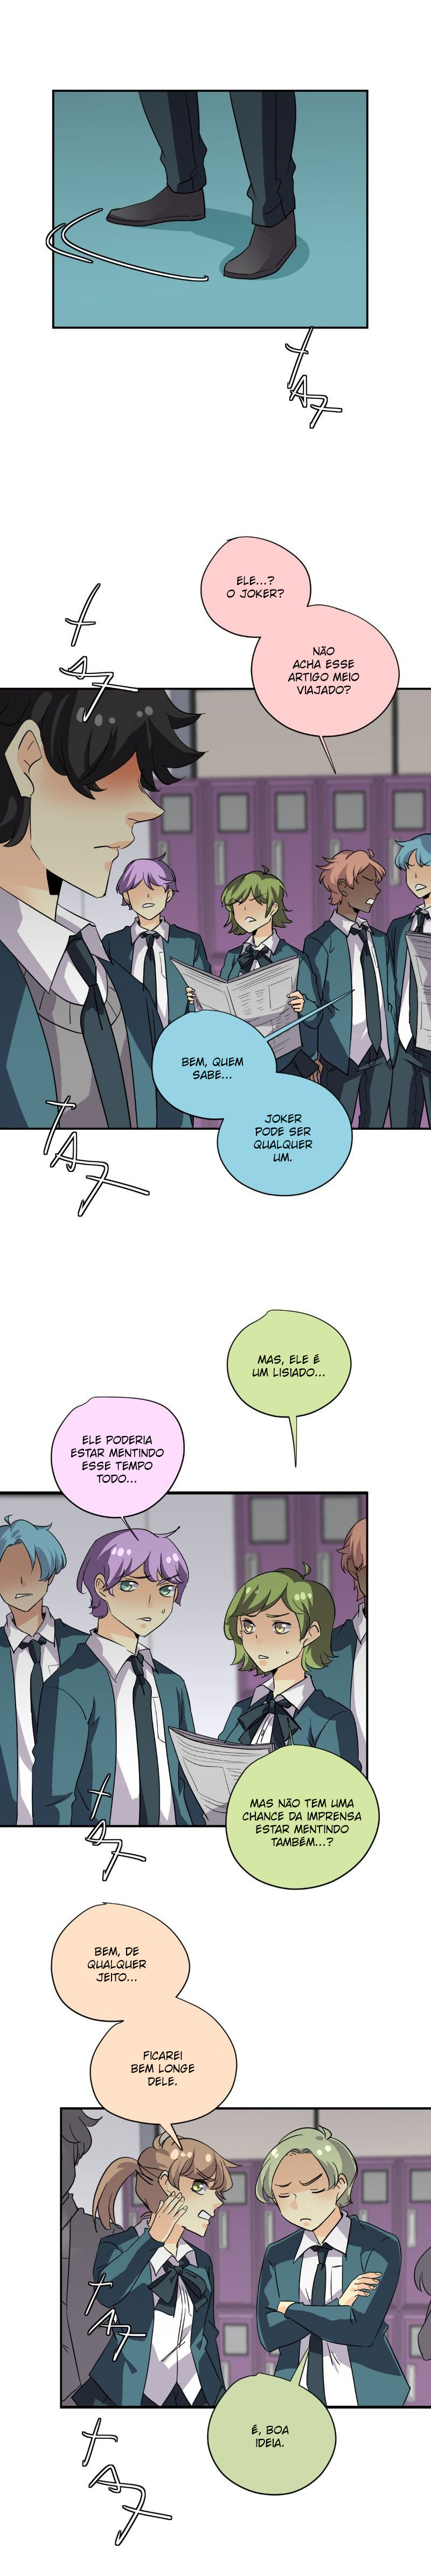 TAP
ELE...?
O JOKER?
NÃO
ACHA ESSE
ARTIGO MEIO
VIAJADO?
TAP
BEM, QUEM
SABE...
JOKER
PODE SER
QUALQUER
UM.
TAP
MAS, ELE É
UM LISIADO...
ELE PODERIA
ESTAR MENTINDO
ESSE TEMPO
TODO...
MAS NÃO TEM UMA
CHANCE DA IMPRENSA
ESTAR MENTINDO
TAMBÉM...?
TAP
BEM, DE
QUALQUER
JEITO...
FICAREI
BEM LONGE
DELE.
TAP
É, BOA
IDEIA.
TAP